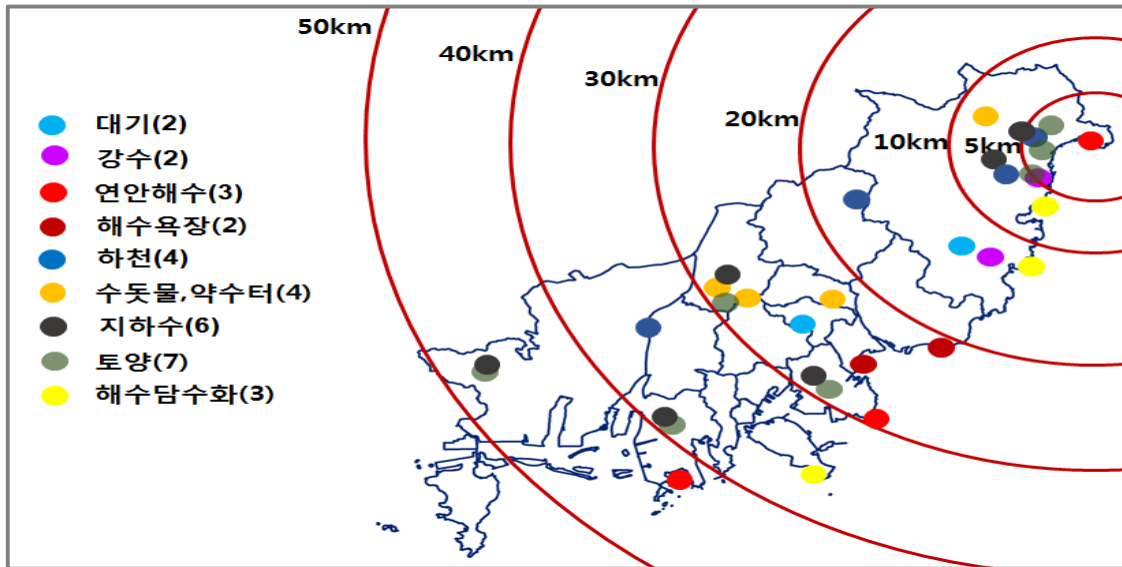 50km
40km
30km
20km
10km
5km
대기(2)
강수(2)
연안해수(3)
해수욕장(2)
하천(4)
수돗물,약수터(4)
지하수(6)
토양(7)
해수담수화(3)